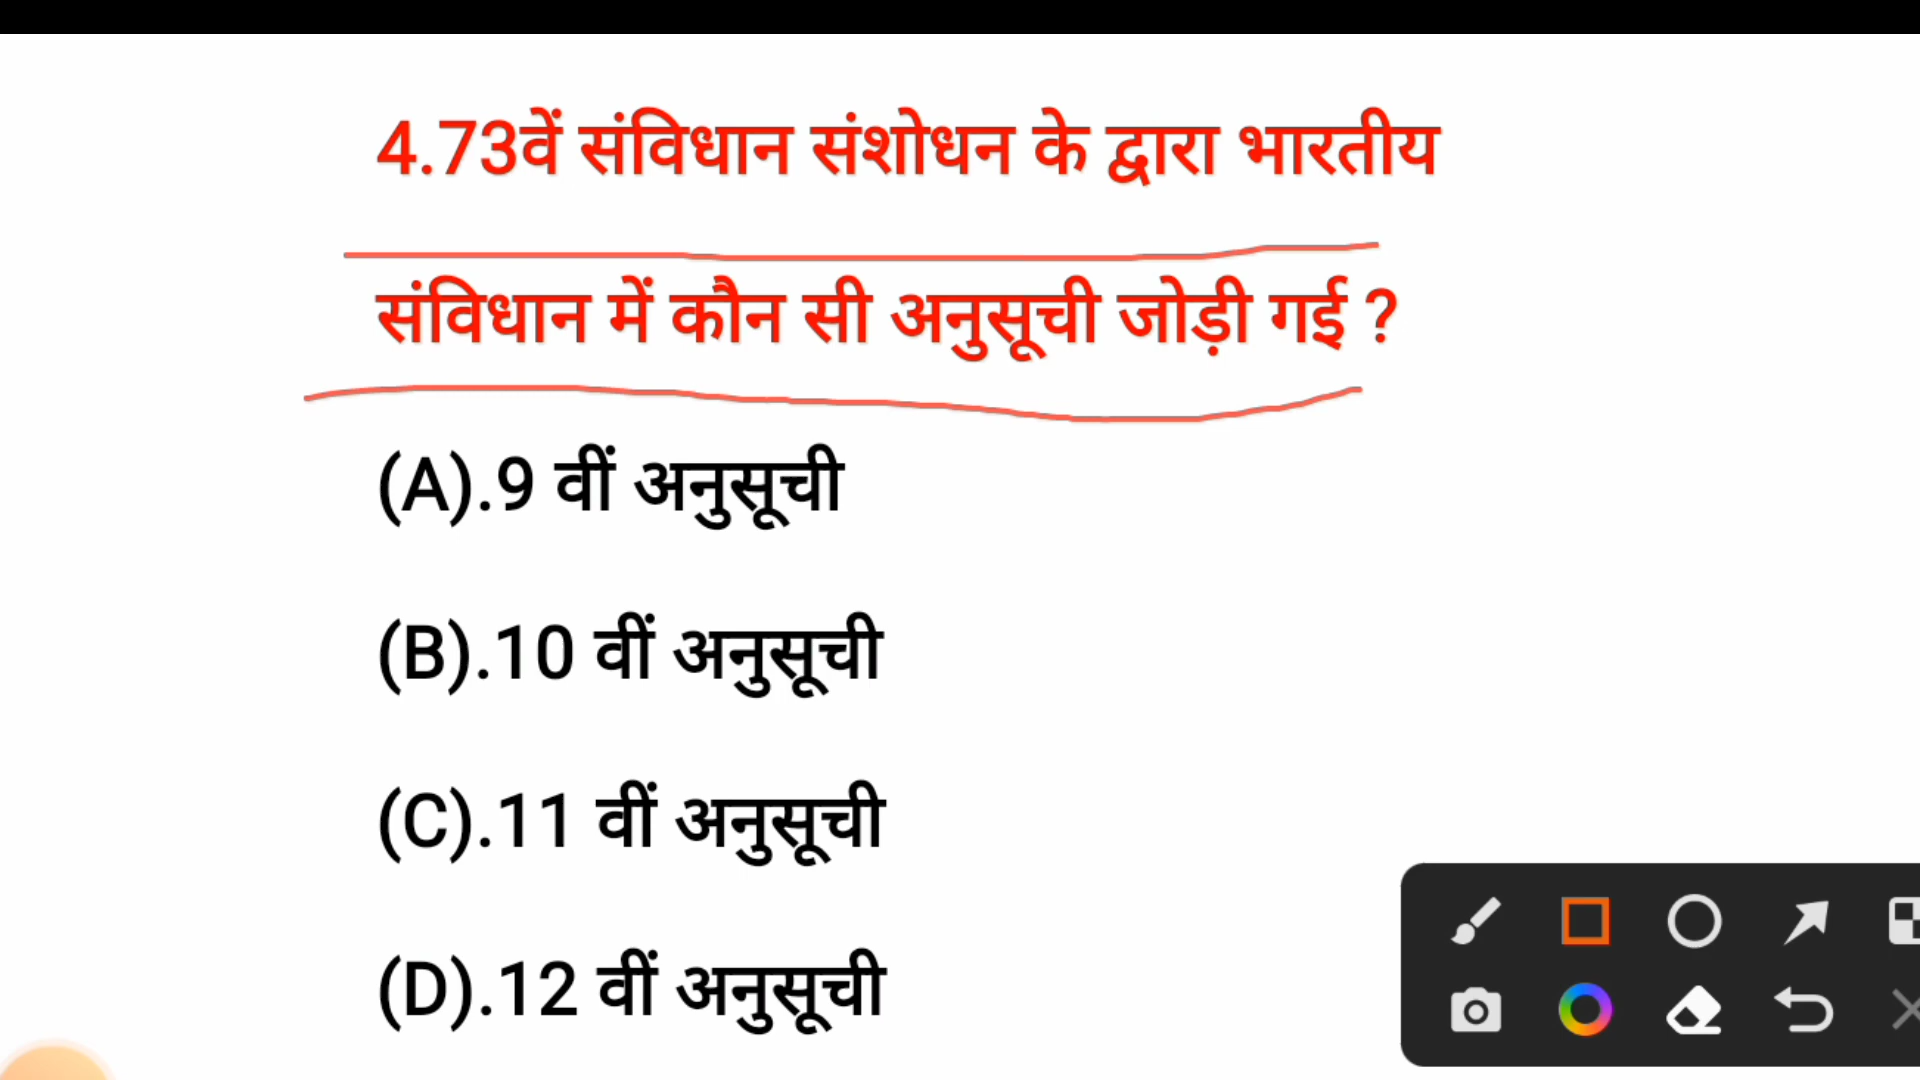 4.73वें संविधान संशोधन के द्वारा भारतीय
संविधान में कौन सी अनुसूची जोड़ी गई ?
(A).9 वीं अनुसूची
(B).10 वीं अनुसूची
(C).11 वीं अनुसूची
(D).12 वीं अनुसूची